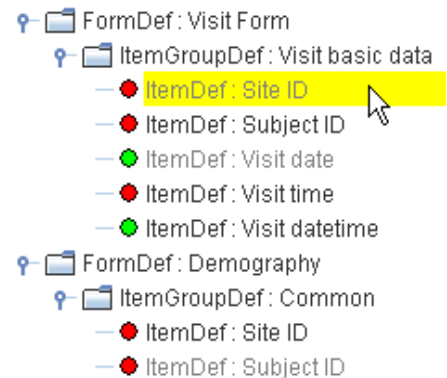 FormDef : Visit Form
ItemGroupDef : Visit basic data
ItemDef : Site ID
ItemDef : Subject ID
ItemDef : Visit date
ItemDef : Visit time
ItemDef : Visit datetime
FormDef : Demography
ItemGroupDef : Common
ItemDef : Site ID
ItemDef : Subject ID